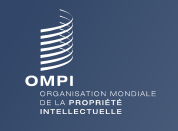 OMPI
ORGANISATION MONDIALE
DE LA PROPRIÉTÉ
INTELLECTUELLE